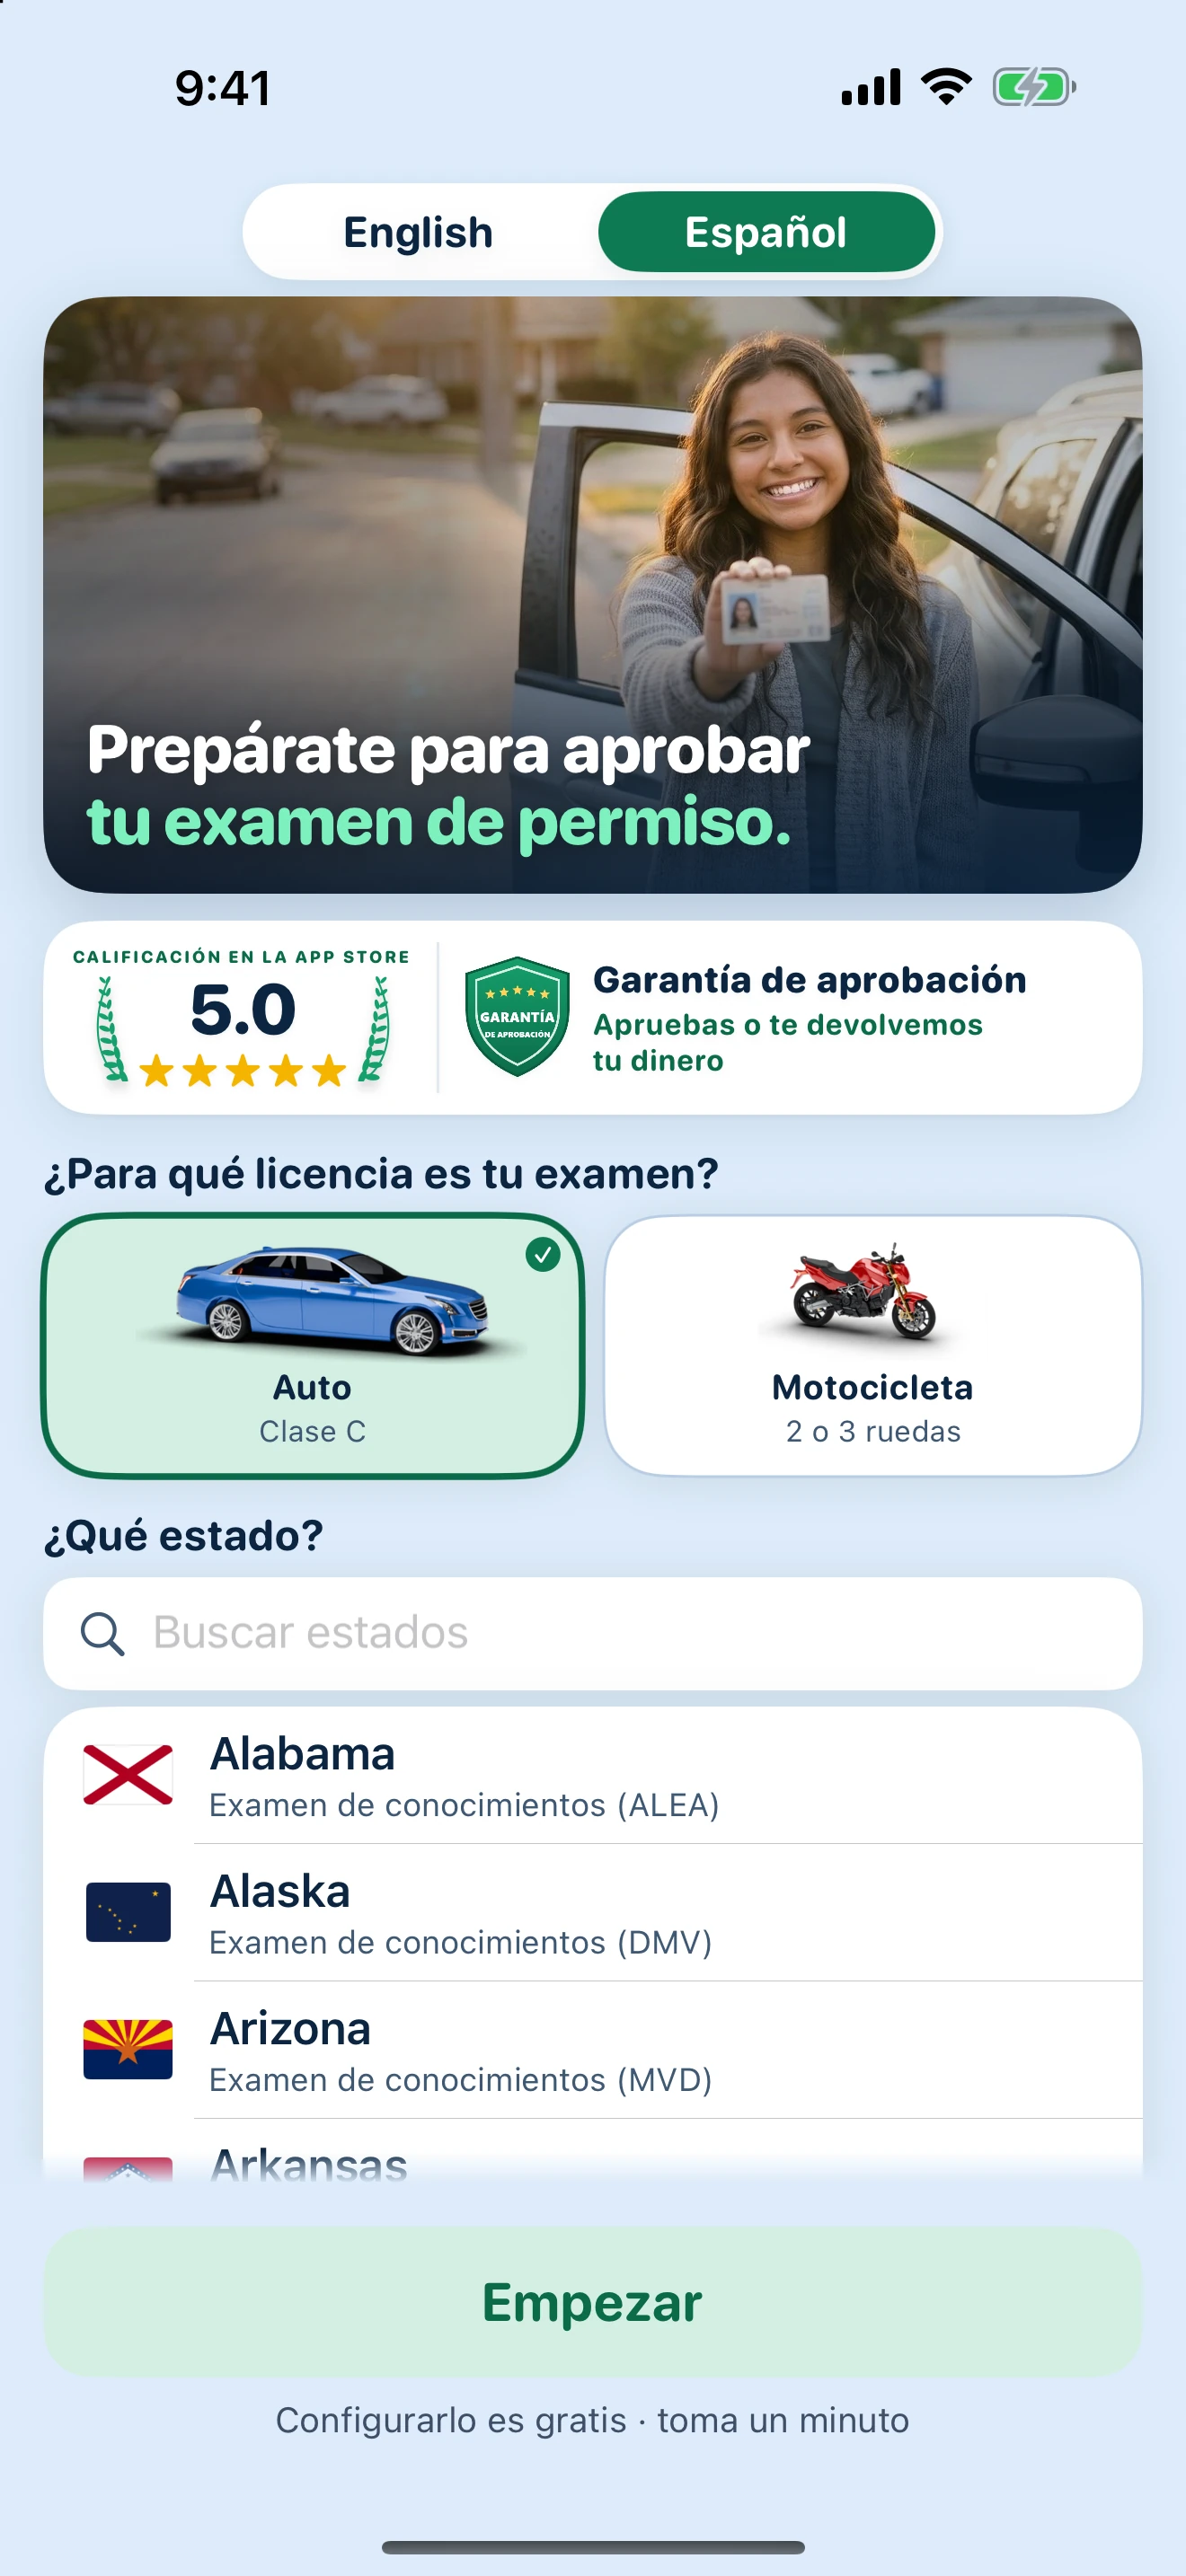 9:41
English
Español
Prepárate para aprobar
tu examen de permiso.
CALIFICACIÓN EN LA APP STORE
5.0
GARANTÍA
DE APROBACIÓN
Garantía de aprobación
Apruebas o te devolvemos
tu dinero
¿Para qué licencia es tu examen?
Auto
Clase C
Motocicleta
2 o 3 ruedas
¿Qué estado?
Buscar estados
Alabama
Examen de conocimientos (ALEA)
Alaska
Examen de conocimientos (DMV)
Arizona
Examen de conocimientos (MVD)
Arkansas
Empezar
Configurarlo es gratis · toma un minuto